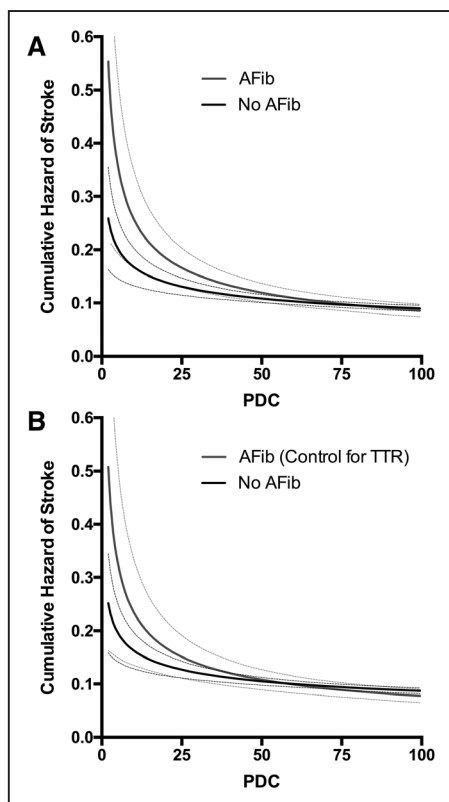 A
0.6
0.5
0.4
0.3
0.2
0.1
0.0
Cumulative Hazard of Stroke
AFib
No AFib
0 25 50 75 100
PDC
B
0.6
0.5
0.4
0.3
0.2
0.1
0.0
Cumulative Hazard of Stroke
AFib (Control for TTR)
No AFib
0 25 50 75 100
PDC